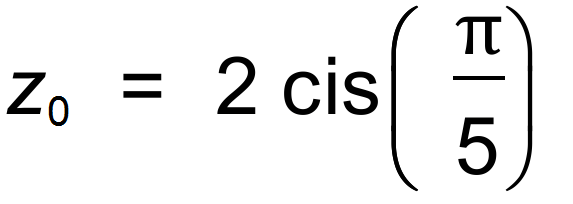 z₀ = 2 cis(π/5)